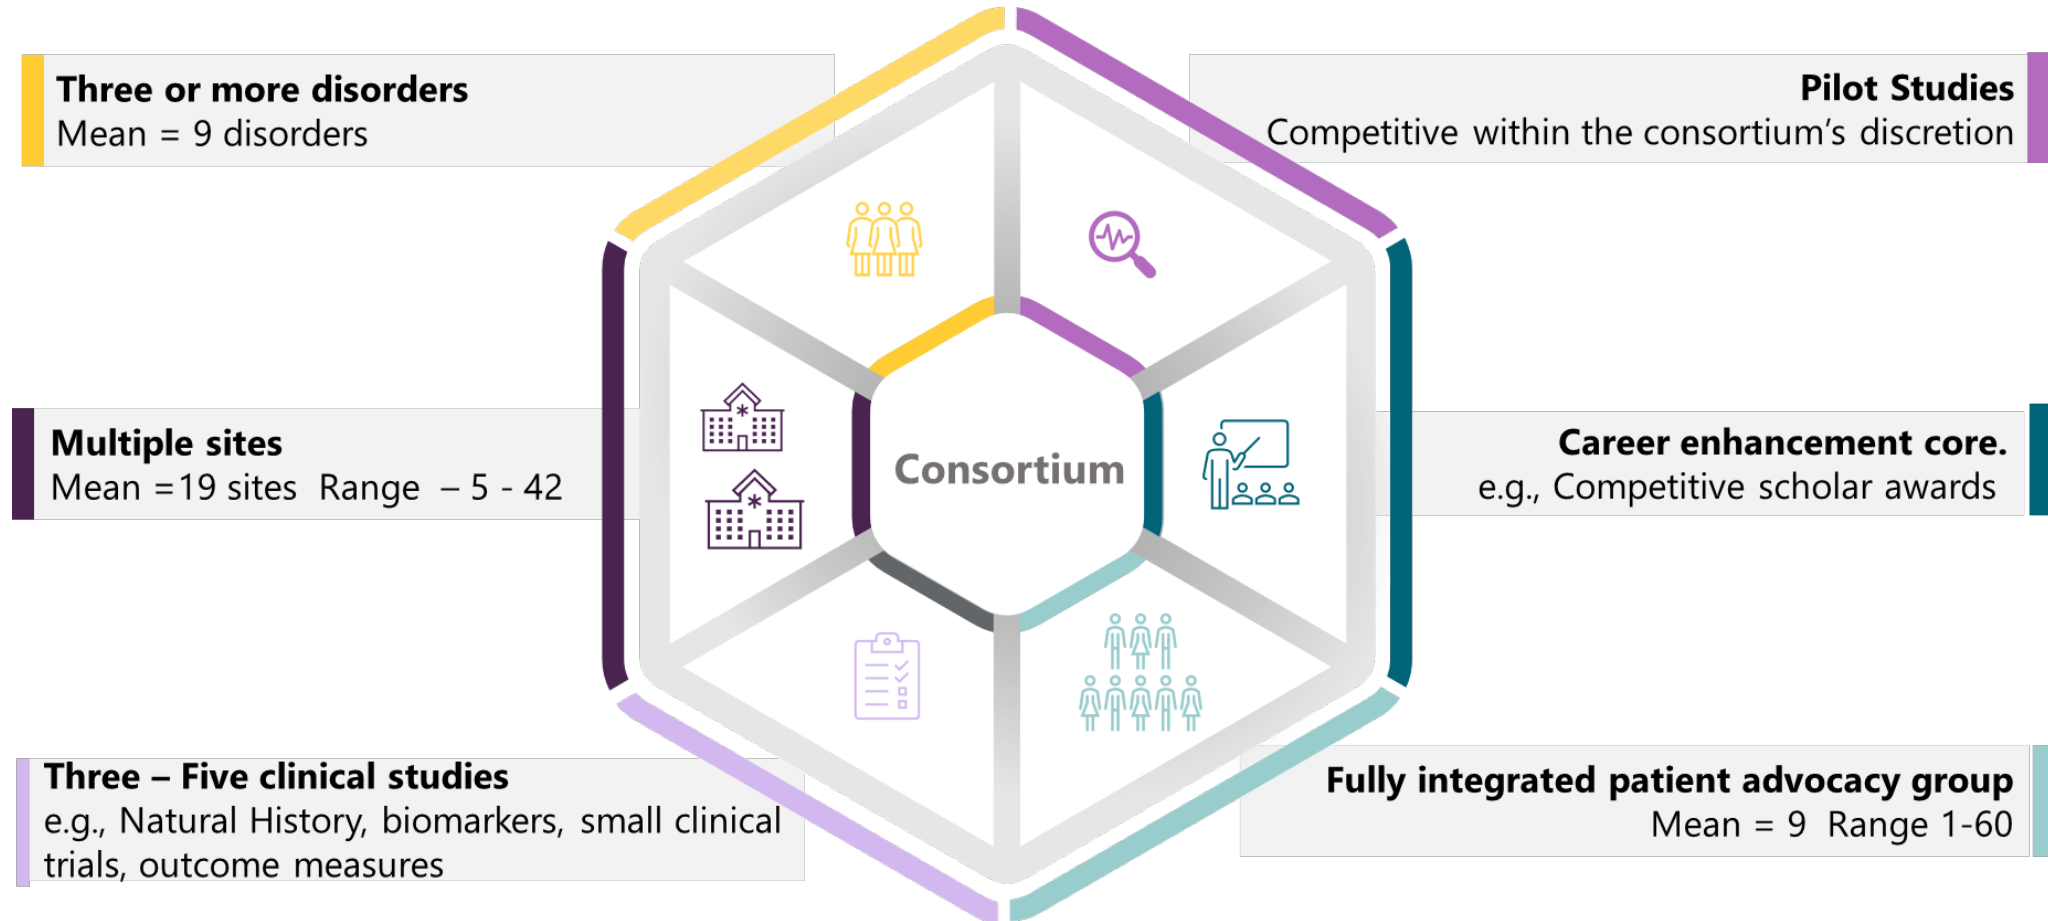 Three or more disorders
Mean = 9 disorders
Pilot Studies
Competitive within the consortium’s discretion
Multiple sites
Mean =19 sites  Range  – 5 - 42
Consortium
Career enhancement core.
e.g., Competitive scholar awards
Three – Five clinical studies
e.g., Natural History, biomarkers, small clinical
trials, outcome measures
Fully integrated patient advocacy group
Mean = 9  Range 1-60